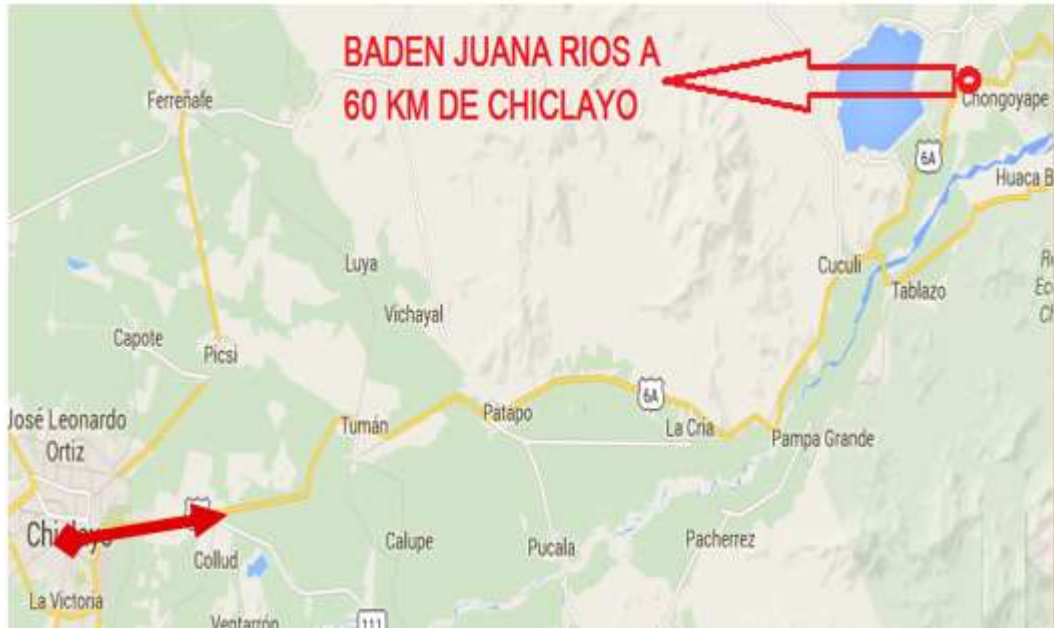 BADEN JUANA RIOS A
60 KM DE CHICLAYO
Ferreñafe
Chongoyape
6A
Huaca B
Luya
Cuculi
Tablazo
Vichayal
Capote
Picsi
José Leonardo
Ortiz
Tumán
Patapo
6A
La Cria
Pampa Grande
Chiclayo
Collud
Calupe
Pucala
Pacherrez
La Victoria
Ventarrón
111